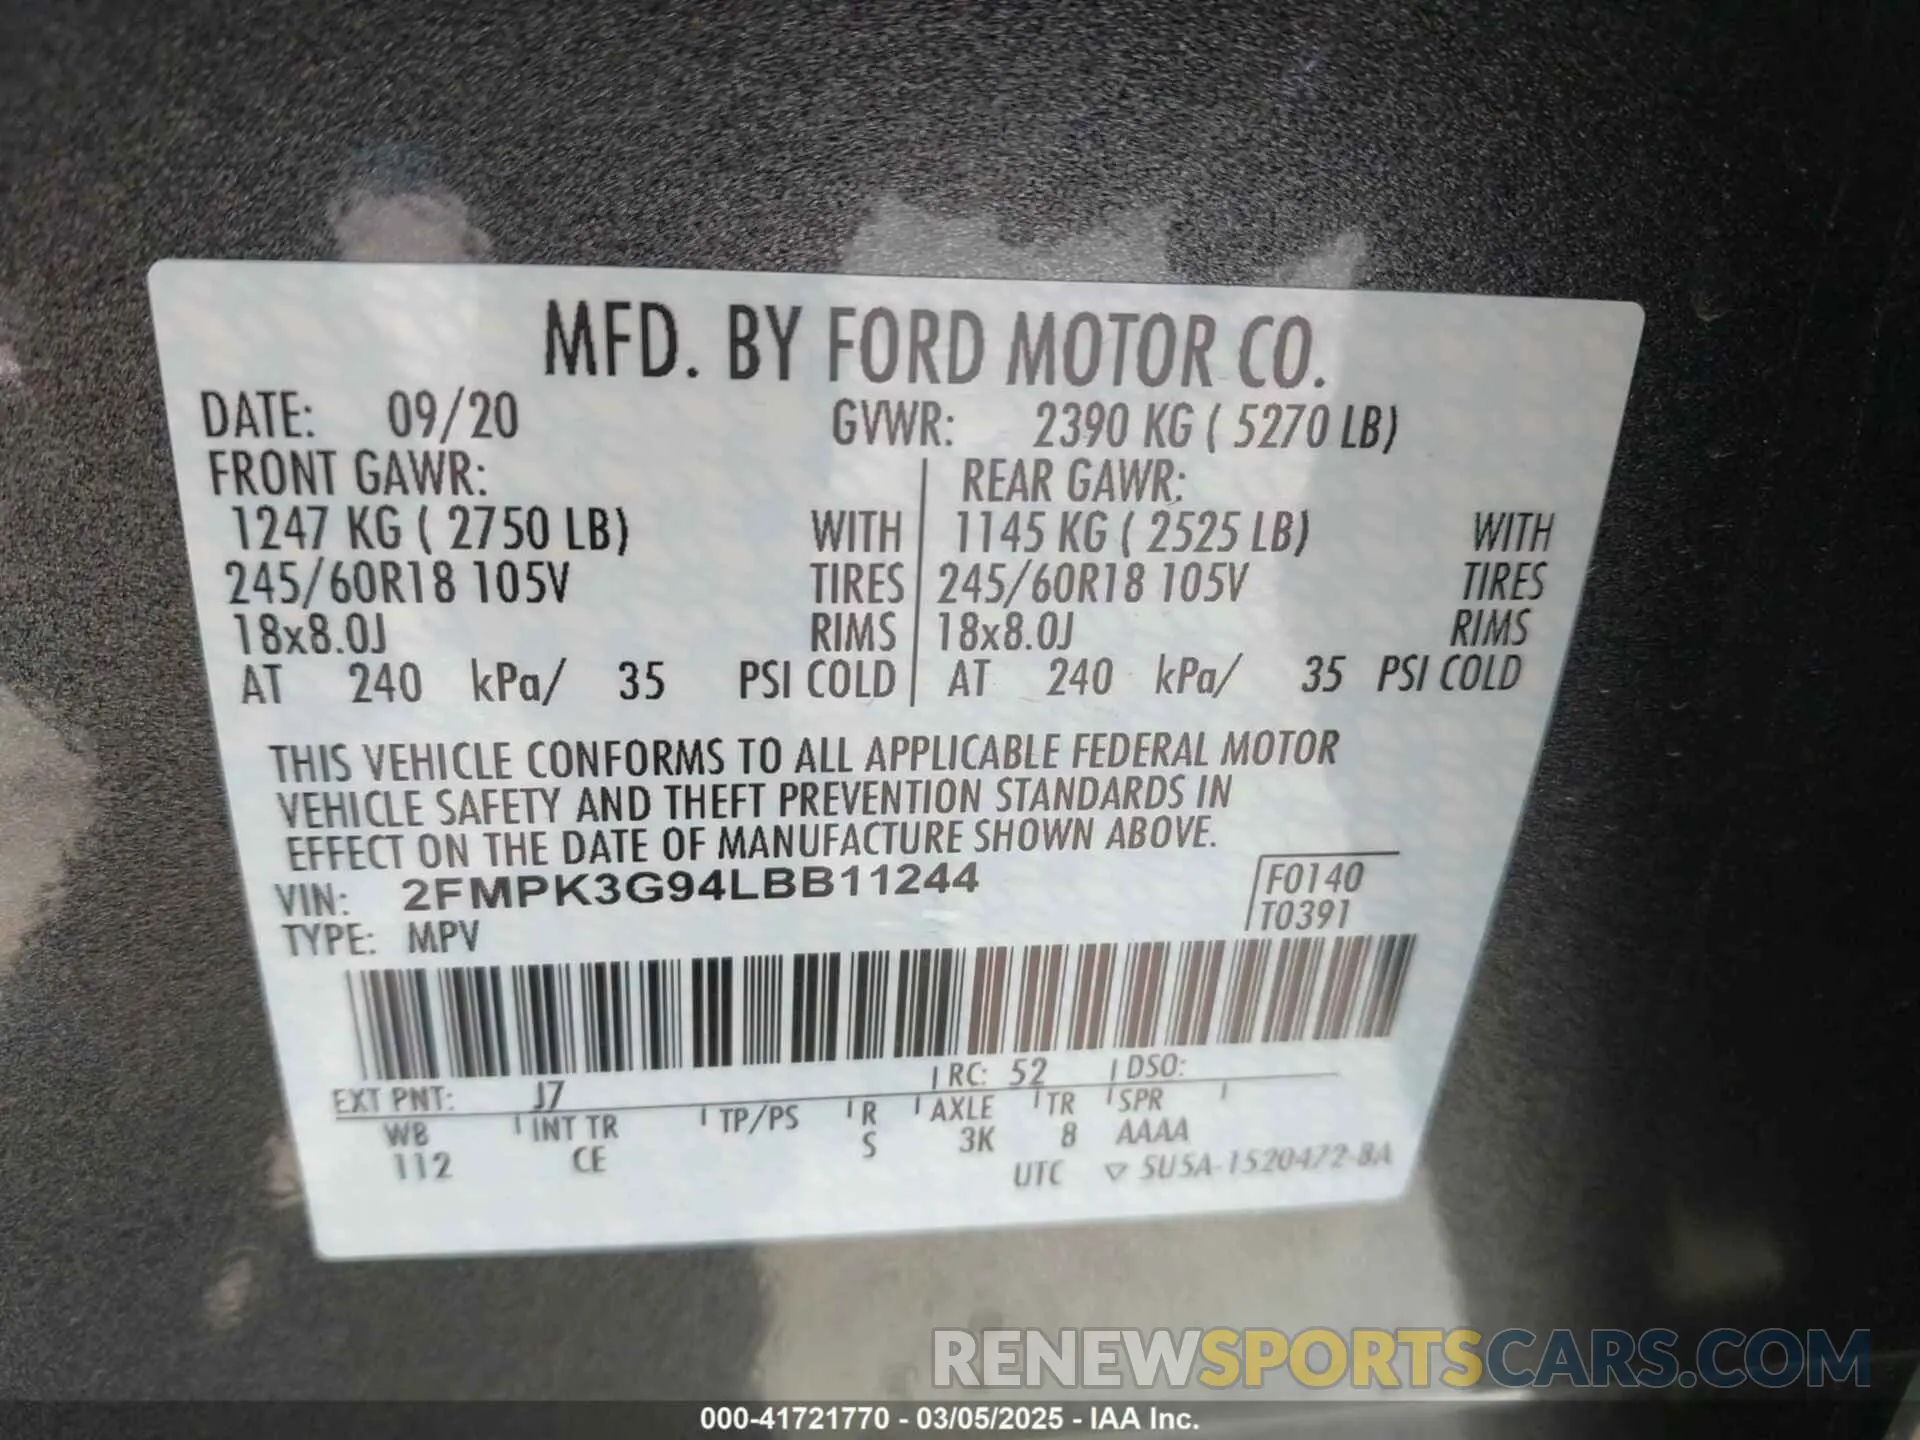 MFD. BY FORD MOTOR CO.
DATE: 09/20 GVWR: 2390 KG ( 5270 LB)
FRONT GAWR: REAR GAWR:
1247 KG ( 2750 LB) WITH 1145 KG ( 2525 LB) WITH
245/60R18 105V TIRES 245/60R18 105V TIRES
18x8.0J RIMS 18x8.0J RIMS
AT 240 kPa/ 35 PSI COLD AT 240 kPa/ 35 PSI COLD
THIS VEHICLE CONFORMS TO ALL APPLICABLE FEDERAL MOTOR
VEHICLE SAFETY AND THEFT PREVENTION STANDARDS IN
EFFECT ON THE DATE OF MANUFACTURE SHOWN ABOVE.
VIN: 2FMPK3G94LBB11244 F0140
TYPE: MPV T0391
EXT PNT: J7 RC: 52 DSO:
WB INT TR TP/PS R AXLE TR SPR
112 CE S 3K 8 AAAA
UTC ▽ 5U5A-1520472-BA
RENEWSPORTSCARS.COM
000-41721770 - 03/05/2025 - IAA Inc.